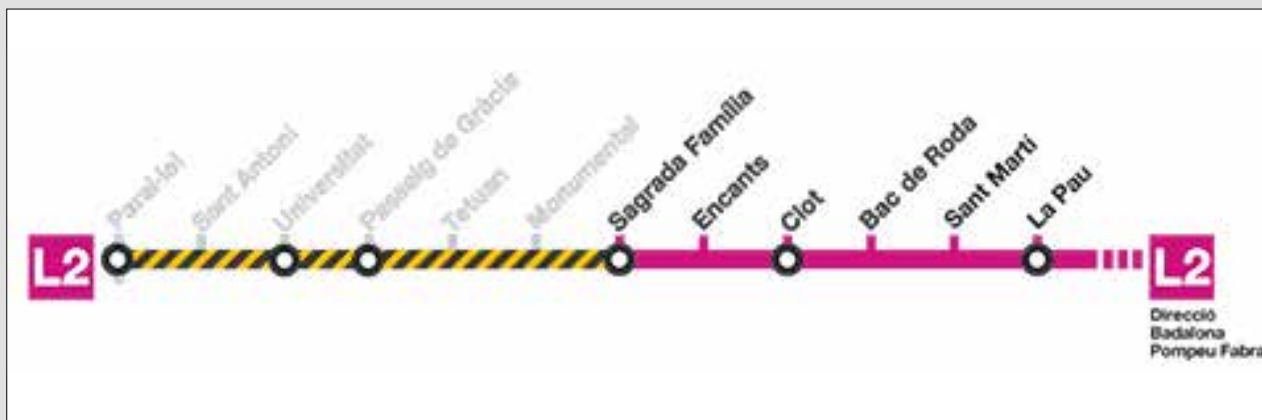 Paral·lel
Sant Antoni
Universitat
Passeig de Gràcia
Tetuan
Monumental
Sagrada Família
Encants
Clot
Bac de Roda
Sant Martí
La Pau
L2
L2
Direcció
Badalona
Pompeu Fabra